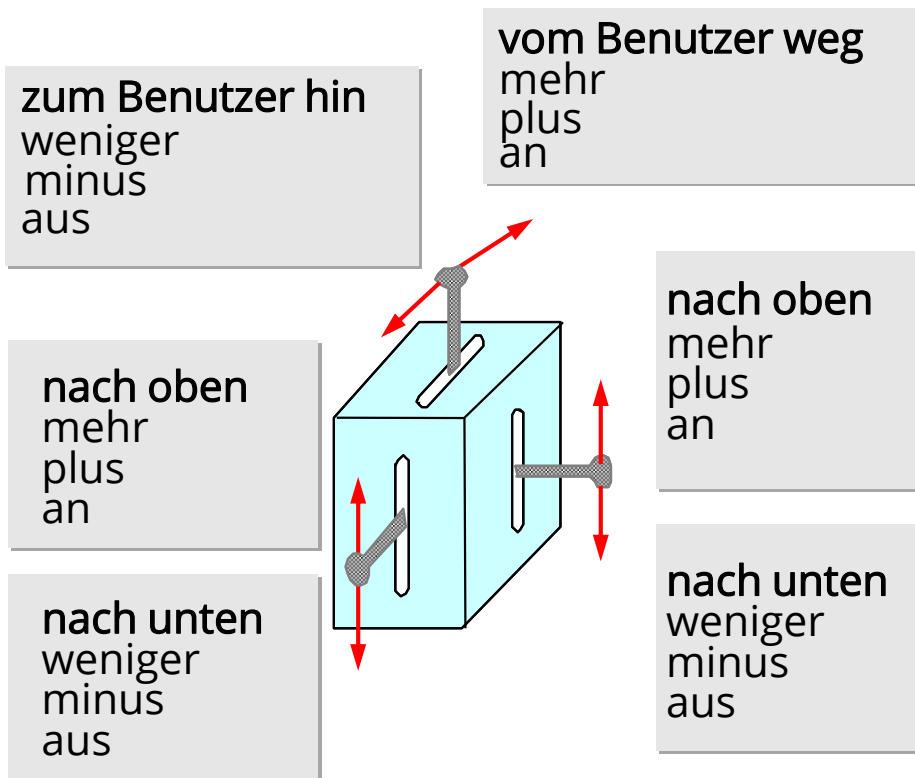 zum Benutzer hin
weniger
minus
aus
vom Benutzer weg
mehr
plus
an
nach oben
mehr
plus
an
nach unten
weniger
minus
aus
nach oben
mehr
plus
an
nach unten
weniger
minus
aus